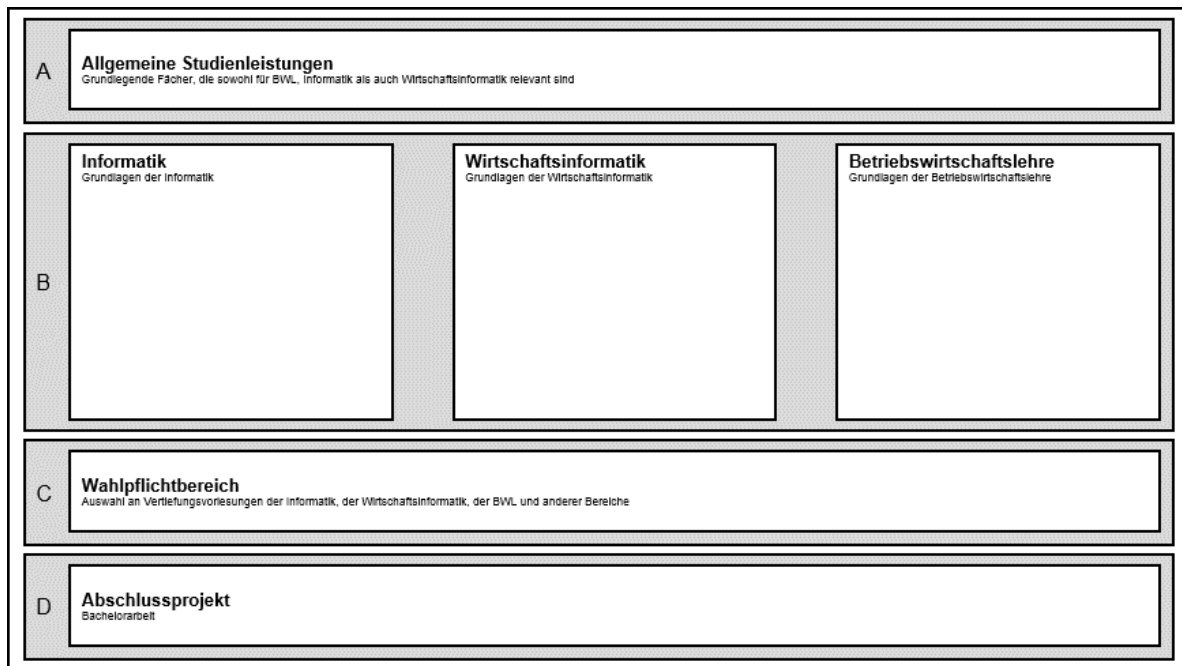 A
Allgemeine Studienleistungen
Grundlegende Fächer, die sowohl für BWL, Informatik als auch Wirtschaftsinformatik relevant sind
B
Informatik
Grundlagen der Informatik
Wirtschaftsinformatik
Grundlagen der Wirtschaftsinformatik
Betriebswirtschaftslehre
Grundlagen der Betriebswirtschaftslehre
C
Wahlpflichtbereich
Auswahl an Vertiefungsvorlesungen der Informatik, der Wirtschaftsinformatik, der BWL und anderer Bereiche
D
Abschlussprojekt
Bachelorarbeit